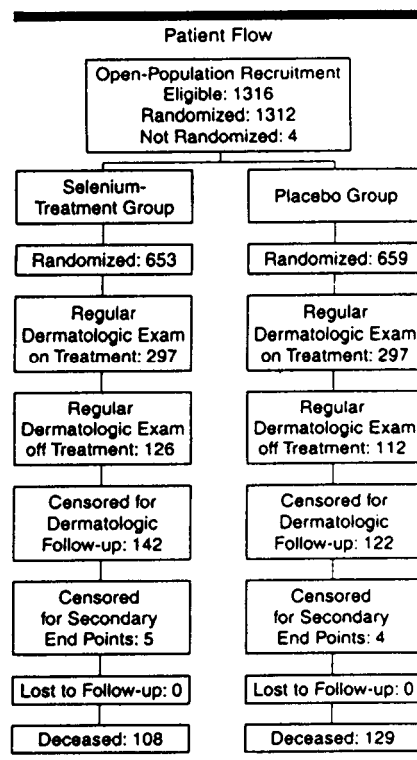 Patient Flow
Open-Population Recruitment
Eligible: 1316
Randomized: 1312
Not Randomized: 4
Selenium-
Treatment Group
Placebo Group
Randomized: 653
Randomized: 659
Regular
Dermatologic Exam
on Treatment: 297
Regular
Dermatologic Exam
on Treatment: 297
Regular
Dermatologic Exam
off Treatment: 126
Regular
Dermatologic Exam
off Treatment: 112
Censored for
Dermatologic
Follow-up: 142
Censored for
Dermatologic
Follow-up: 122
Censored
for Secondary
End Points: 5
Censored
for Secondary
End Points: 4
Lost to Follow-up: 0
Lost to Follow-up: 0
Deceased: 108
Deceased: 129